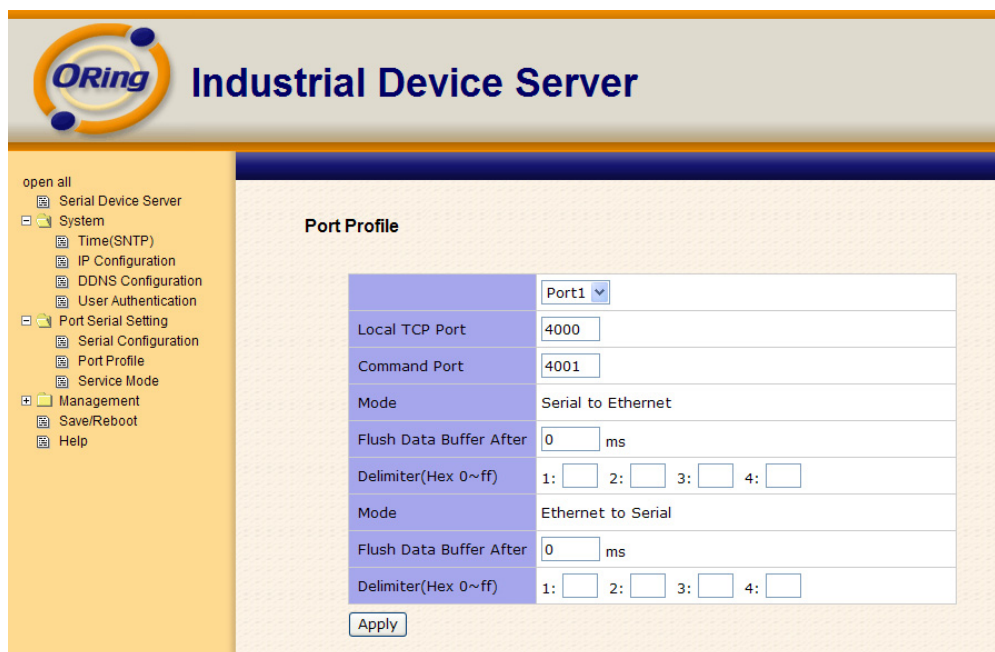 ORing
Industrial Device Server
open all
Serial Device Server
System
Time(SNTP)
IP Configuration
DDNS Configuration
User Authentication
Port Serial Setting
Serial Configuration
Port Profile
Service Mode
Management
Save/Reboot
Help
Port Profile
Port1
Local TCP Port 4000
Command Port 4001
Mode Serial to Ethernet
Flush Data Buffer After 0 ms
Delimiter(Hex 0~ff) 1: 2: 3: 4:
Mode Ethernet to Serial
Flush Data Buffer After 0 ms
Delimiter(Hex 0~ff) 1: 2: 3: 4:
Apply